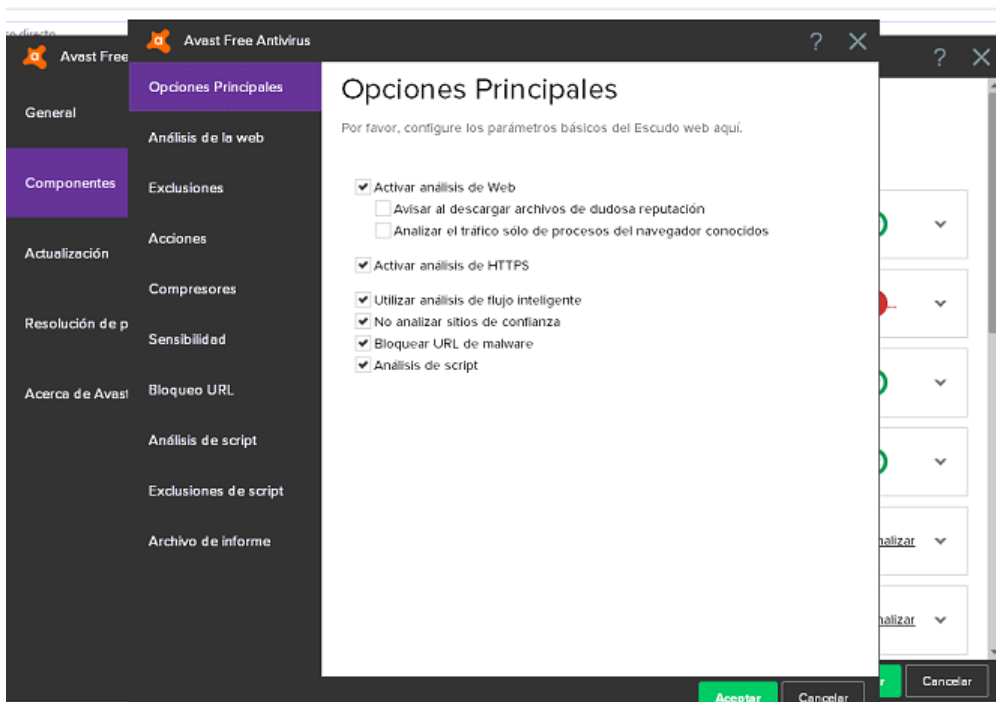 Avast Free
General
Componentes
Actualización
Resolución de p
Acerca de Avast
Avast Free Antivirus
?
Opciones Principales
Análisis de la web
Exclusiones
Acciones
Compresores
Sensibilidad
Bloqueo URL
Análisis de script
Exclusiones de script
Archivo de informe
Opciones Principales
Por favor, configure los parámetros básicos del Escudo web aquí.
Activar análisis de Web
Avisar al descargar archivos de dudosa reputación
Analizar el tráfico sólo de procesos del navegador conocidos
Activar análisis de HTTPS
Utilizar análisis de flujo inteligente
No analizar sitios de confianza
Bloquear URL de malware
Análisis de script
Aceptar
Cancelar
?
nalizar
nalizar
r
Cancelar